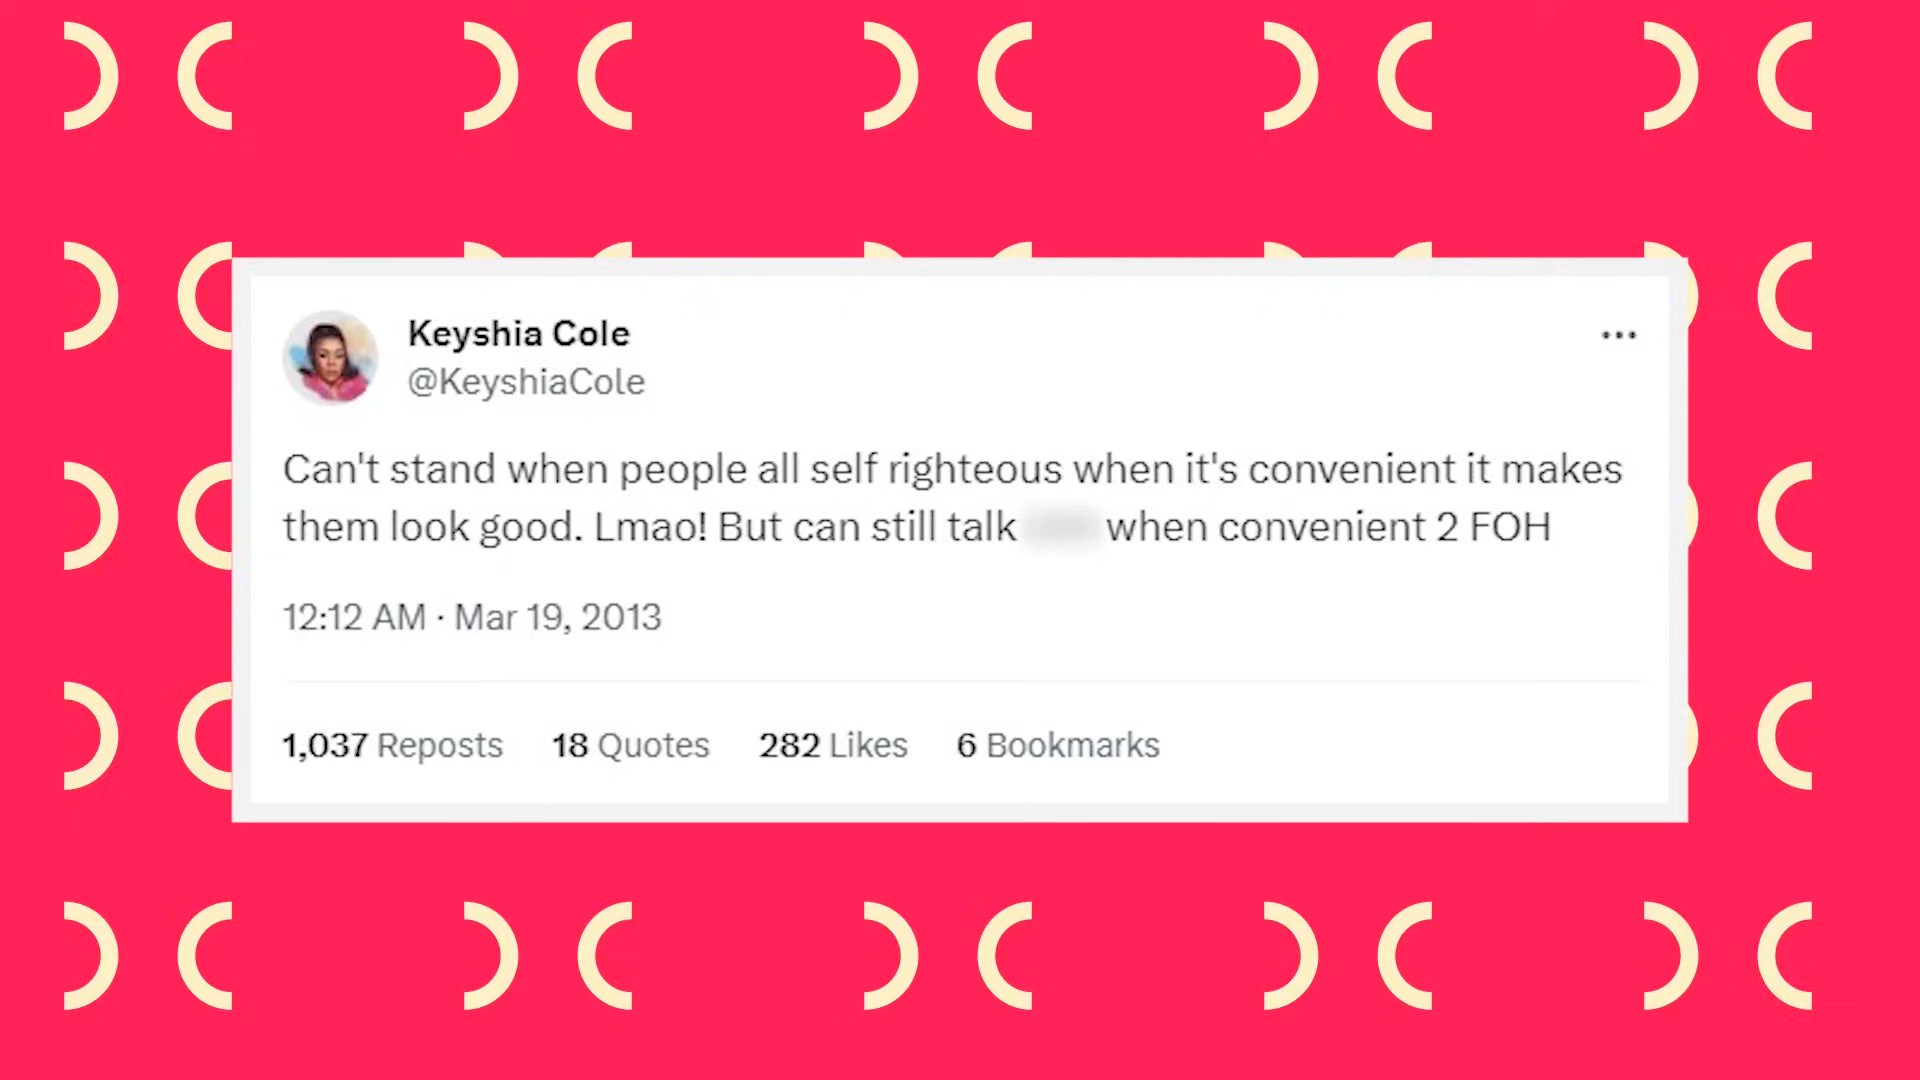 Keyshia Cole
@KeyshiaCole
Can't stand when people all self righteous when it's convenient it makes
them look good. Lmao! But can still talk when convenient 2 FOH
12:12 AM · Mar 19, 2013
1,037 Reposts 18 Quotes 282 Likes 6 Bookmarks